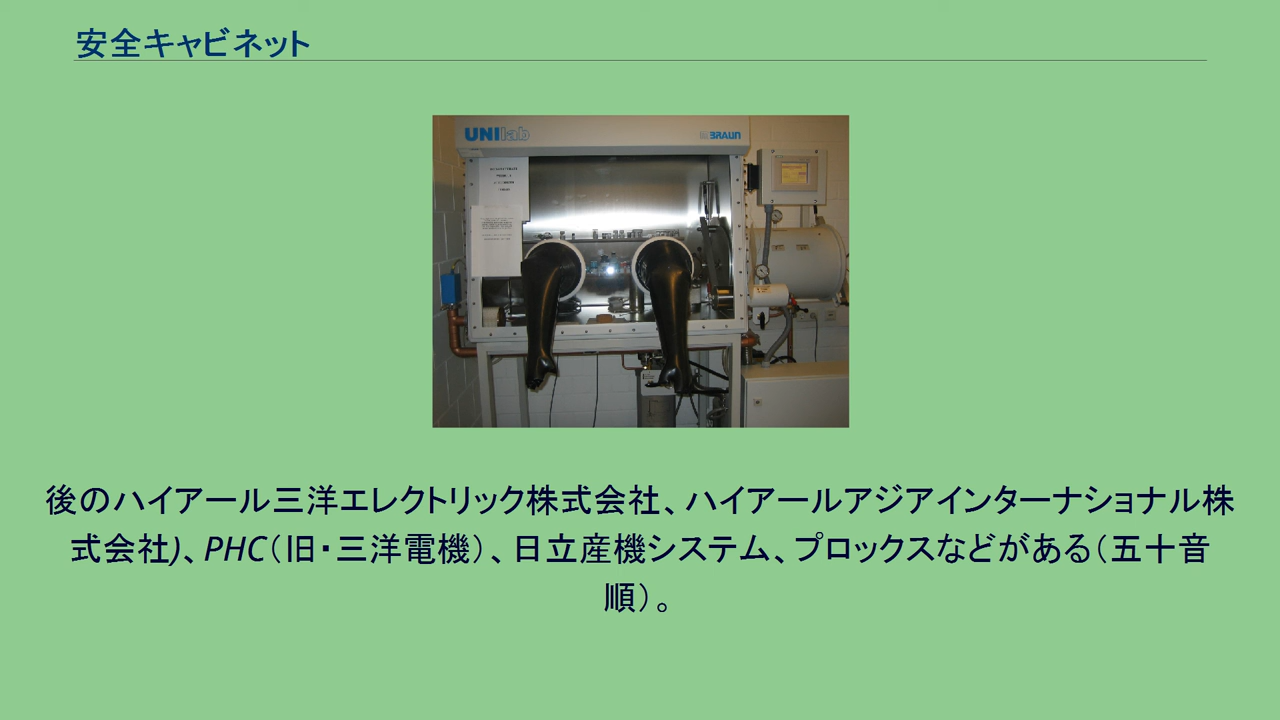 安全キャビネット
UNIlab
BRAUN
後のハイアール三洋エレクトリック株式会社、ハイアールアジアインターナショナル株
式会社)、PHC（旧・三洋電機）、日立産機システム、プロックスなどがある（五十音
順）。